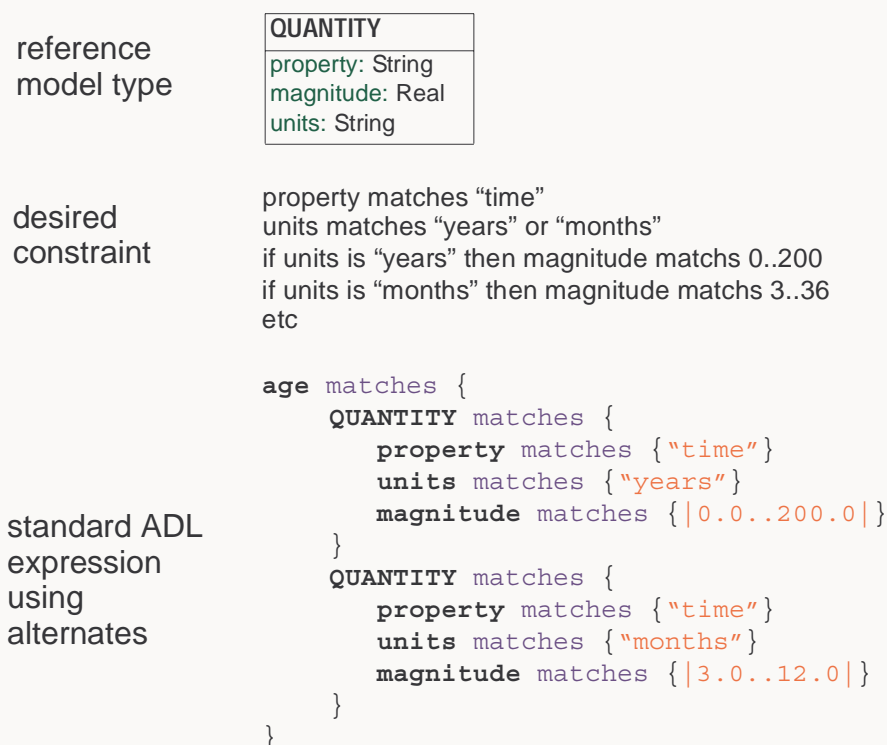 reference
model type
QUANTITY
property: String
magnitude: Real
units: String
desired
constraint
property matches “time”
units matches “years” or “months”
if units is “years” then magnitude matchs 0..200
if units is “months” then magnitude matchs 3..36
etc
standard ADL
expression
using
alternates
age matches {
QUANTITY matches {
property matches {“time”}
units matches {“years”}
magnitude matches {|0.0..200.0|}
}
QUANTITY matches {
property matches {“time”}
units matches {“months”}
magnitude matches {|3.0..12.0|}
}
}